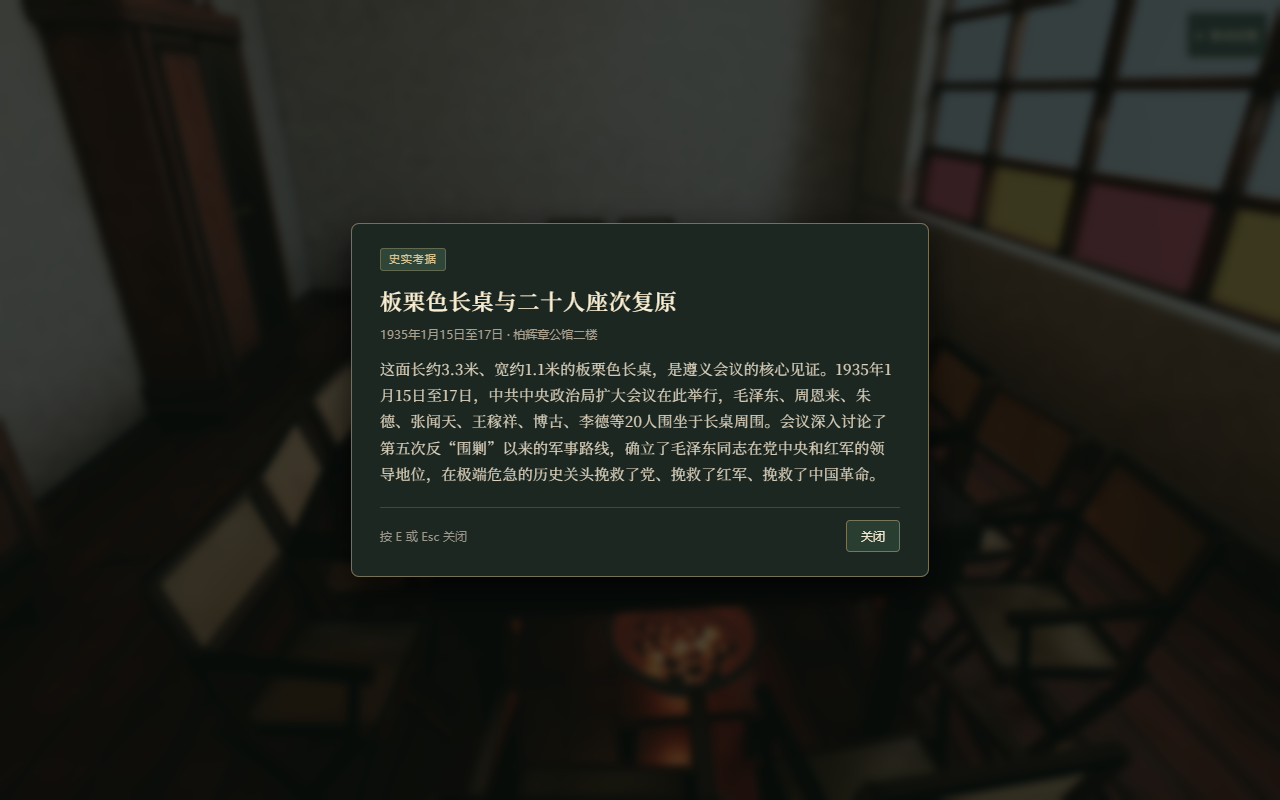 史实考据
板栗色长桌与二十人座次复原
1935年1月15日至17日 · 柏辉章公馆二楼
这面长约3.3米、宽约1.1米的板栗色长桌，是遵义会议的核心见证。1935年1
月15日至17日，中共中央政治局扩大会议在此举行，毛泽东、周恩来、朱
德、张闻天、王稼祥、博古、李德等20人围坐于长桌周围。会议深入讨论了
第五次反“围剿”以来的军事路线，确立了毛泽东同志在党中央和红军的领
导地位，在极端危急的历史关头挽救了党、挽救了红军、挽救了中国革命。
按 E 或 Esc 关闭
关闭